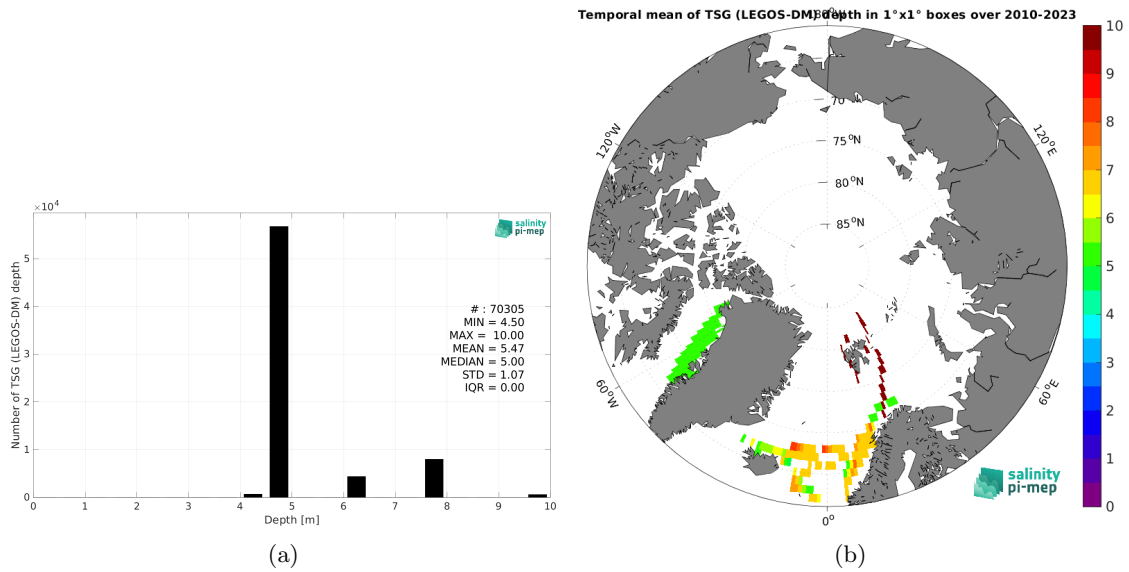 Temporal mean of TSG (LEGOS-DM) depth in 1°x1° boxes over 2010-2023
180°W
70
75°N
80°N
85°N
120°W
120°E
60°W
60°E
0°
10
9
8
7
6
5
4
3
2
1
0
salinity
pi-mep
×10⁴
Number of TSG (LEGOS-DM) depth
5
4
3
2
1
0
salinity
pi-mep
# : 70305
MIN = 4.50
MAX = 10.00
MEAN = 5.47
MEDIAN = 5.00
STD = 1.07
IQR = 0.00
0 1 2 3 4 5 6 7 8 9 10
Depth [m]
(a)
(b)